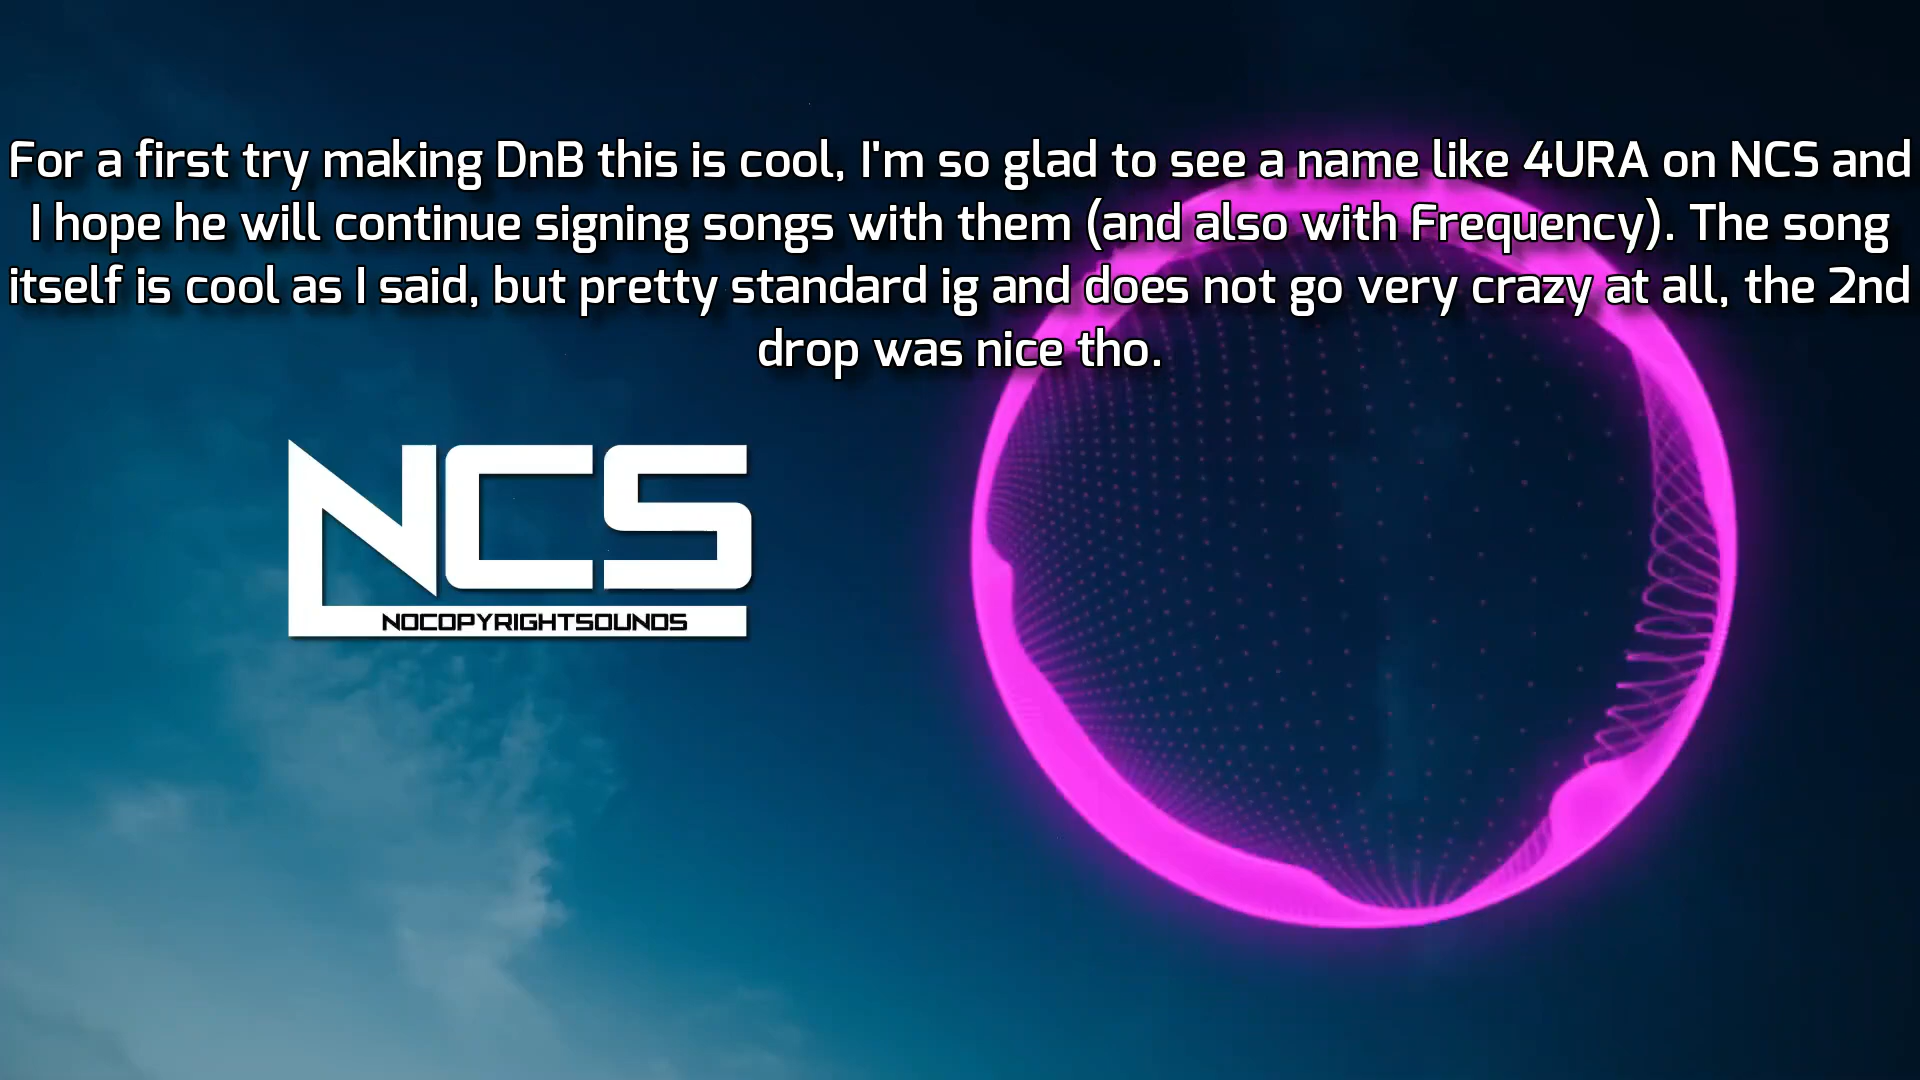 For a first try making DnB this is cool, I'm so glad to see a name like 4URA on NCS and
I hope he will continue signing songs with them (and also with Frequency). The song
itself is cool as I said, but pretty standard ig and does not go very crazy at all, the 2nd
drop was nice tho.
NCS
NOCOPYRIGHTSOUNDS